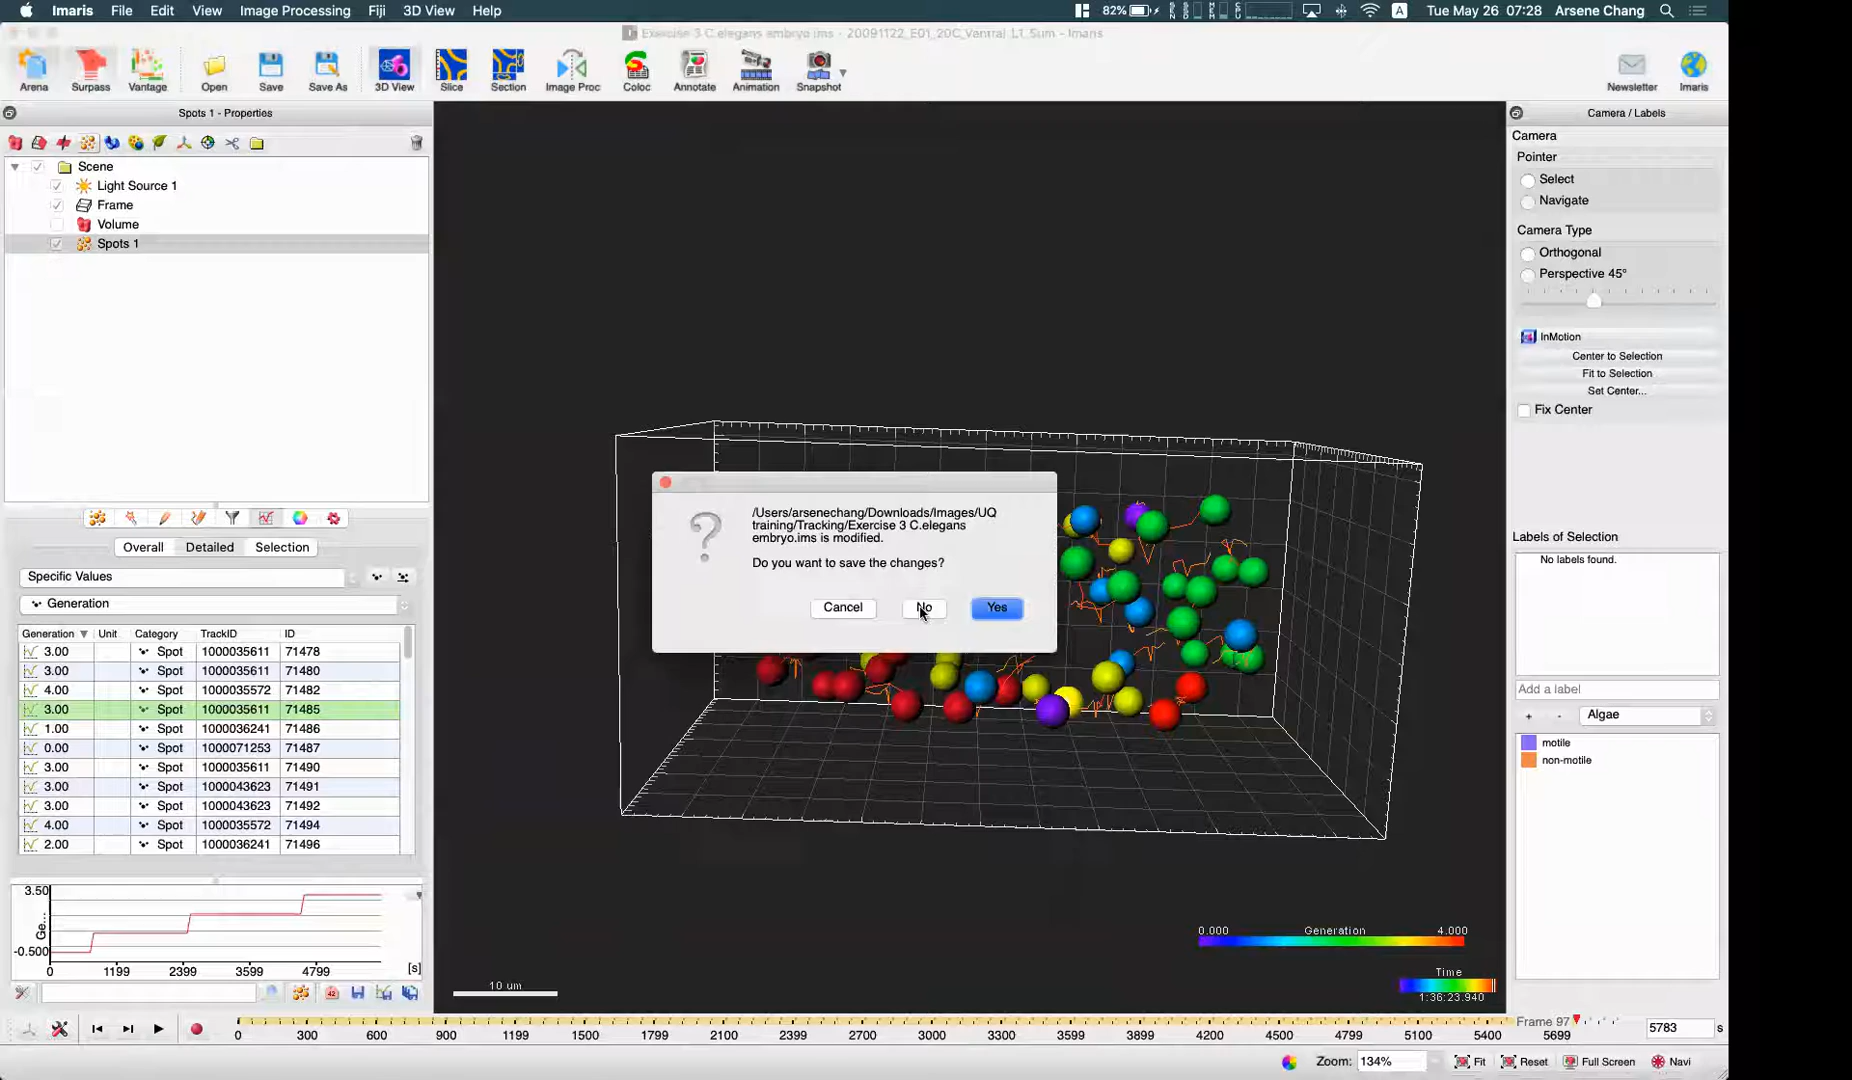 Imaris File Edit View Image Processing Fiji 3D View Help 82% Tue May 26 07:28 Arsene Chang
Exercise 3 C.elegans embryo.ims - 20091122_E01_20C_Ventral L1_Sum - Imaris
Arena Surpass Vantage Open Save Save As 3D View Slice Section Image Proc Coloc Annotate Animation Snapshot Newsletter Imaris
Spots 1 - Properties
Scene
Light Source 1
Frame
Volume
Spots 1
Overall Detailed Selection
Specific Values
Generation
Generation Unit Category TrackID ID
3.00 Spot 1000035611 71478
3.00 Spot 1000035611 71480
4.00 Spot 1000035572 71482
3.00 Spot 1000035611 71485
1.00 Spot 1000036241 71486
0.00 Spot 1000071253 71487
3.00 Spot 1000035611 71490
3.00 Spot 1000043623 71491
3.00 Spot 1000043623 71492
4.00 Spot 1000035572 71494
2.00 Spot 1000036241 71496
3.50
Ge...
-0.500
0 1199 2399 3599 4799 [s]
/Users/arsenechang/Downloads/Images/UQ
training/Tracking/Exercise 3 C.elegans
embryo.ims is modified.
Do you want to save the changes?
Cancel No Yes
10 um
0.000 Generation 4.000
Time
1:36:23.940
Camera / Labels
Camera
Pointer
Select
Navigate
Camera Type
Orthogonal
Perspective 45°
InMotion
Center to Selection
Fit to Selection
Set Center...
Fix Center
Labels of Selection
No labels found.
Add a label
+ - Algae
motile
non-motile
0 300 600 900 1199 1499 1799 2100 2399 2699 3000 3299 3599 3900 4200 4499 4799 5100 5400 5699
Frame 97
5783 s
Zoom: 134% Fit Reset Full Screen Navi